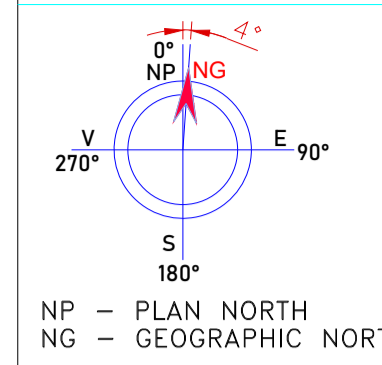 4°
0°
NP NG
V E
270° 90°
S
180°
NP – PLAN NORTH
NG – GEOGRAPHIC NORT